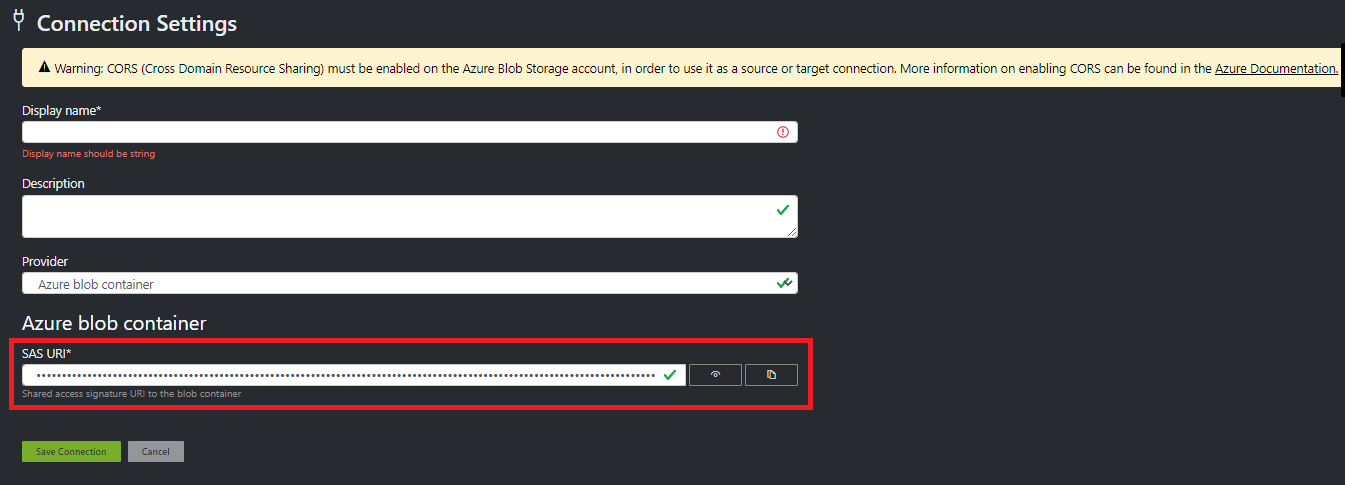 Connection Settings
Warning: CORS (Cross Domain Resource Sharing) must be enabled on the Azure Blob Storage account, in order to use it as a source or target connection. More information on enabling CORS can be found in the Azure Documentation.
Display name*
Display name should be string
Description
Provider
Azure blob container
Azure blob container
SAS URI*
Shared access signature URI to the blob container
Save Connection Cancel